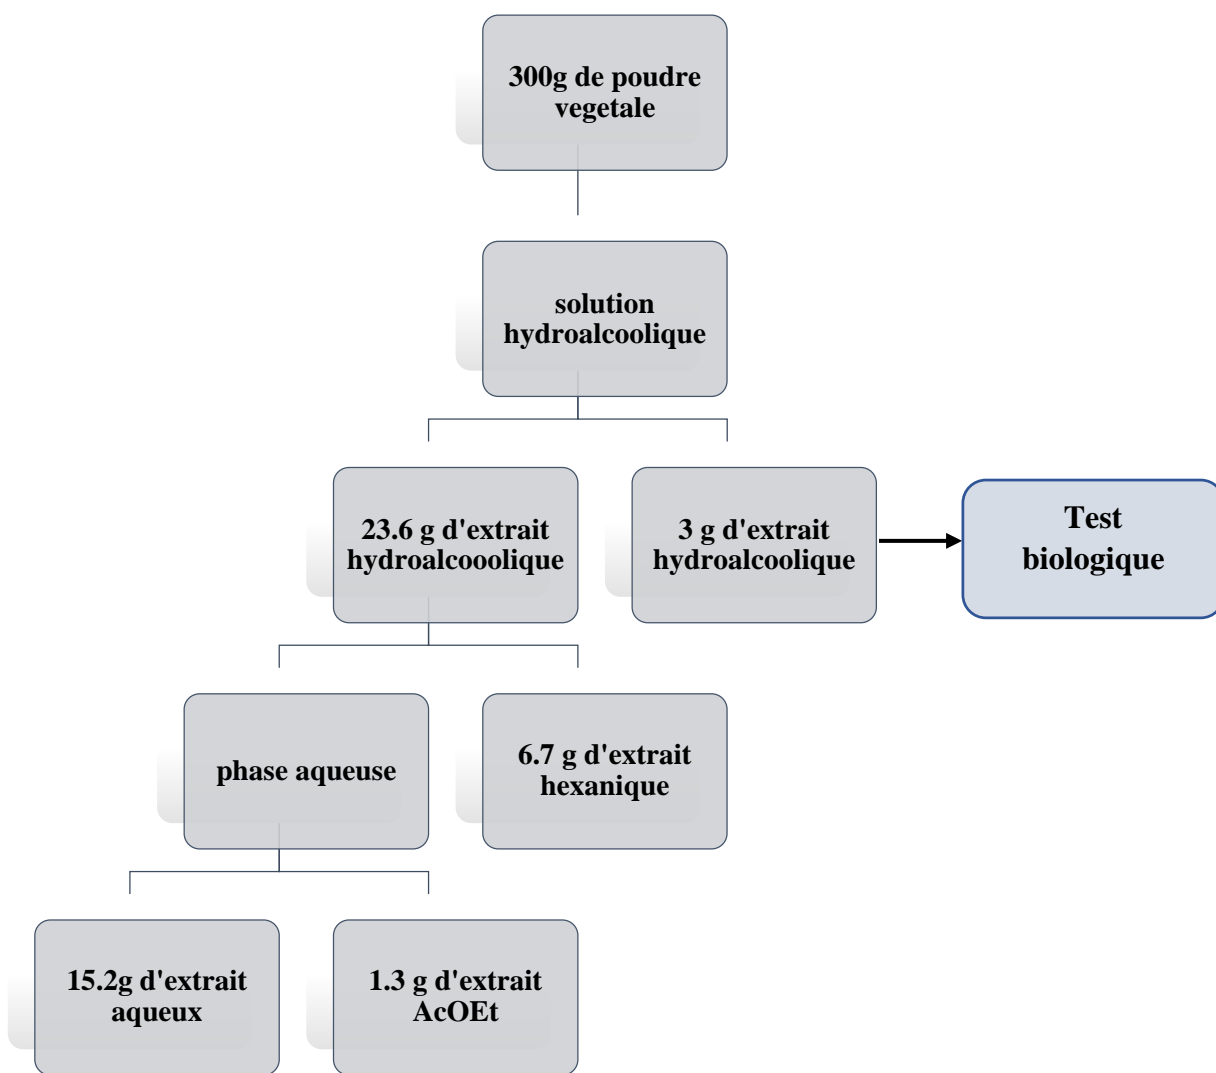 300g de poudre
vegetale
solution
hydroalcoolique
23.6 g d'extrait
hydroalcooolique
3 g d'extrait
hydroalcoolique
Test
biologique
phase aqueuse
6.7 g d'extrait
hexanique
15.2g d'extrait
aqueux
1.3 g d'extrait
AcOEt